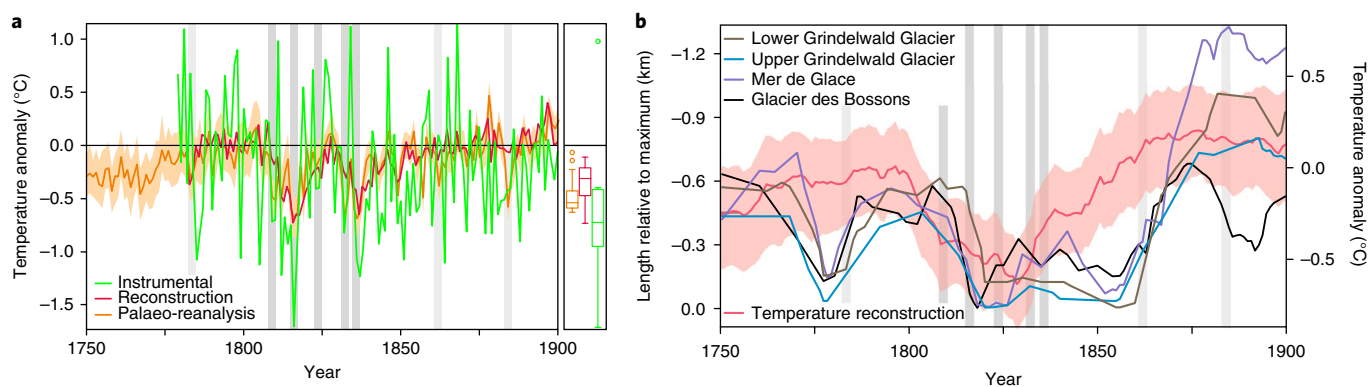 a
Temperature anomaly (°C)
1.0
0.5
0.0
−0.5
−1.0
−1.5
Instrumental
Reconstruction
Palaeo-reanalysis
1750
1800
1850
1900
Year
b
Length relative to maximum (km)
−1.2
−0.9
−0.6
−0.3
0.0
Lower Grindelwald Glacier
Upper Grindelwald Glacier
Mer de Glace
Glacier des Bossons
Temperature reconstruction
1750
1800
1850
1900
Year
0.5
0.0
−0.5
Temperature anomaly (°C)